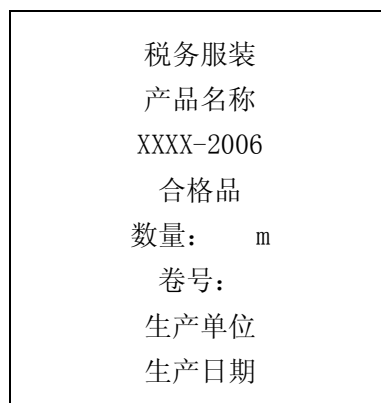 税务服装
产品名称
XXXX-2006
合格品
数量：　　m
卷号：
生产单位
生产日期